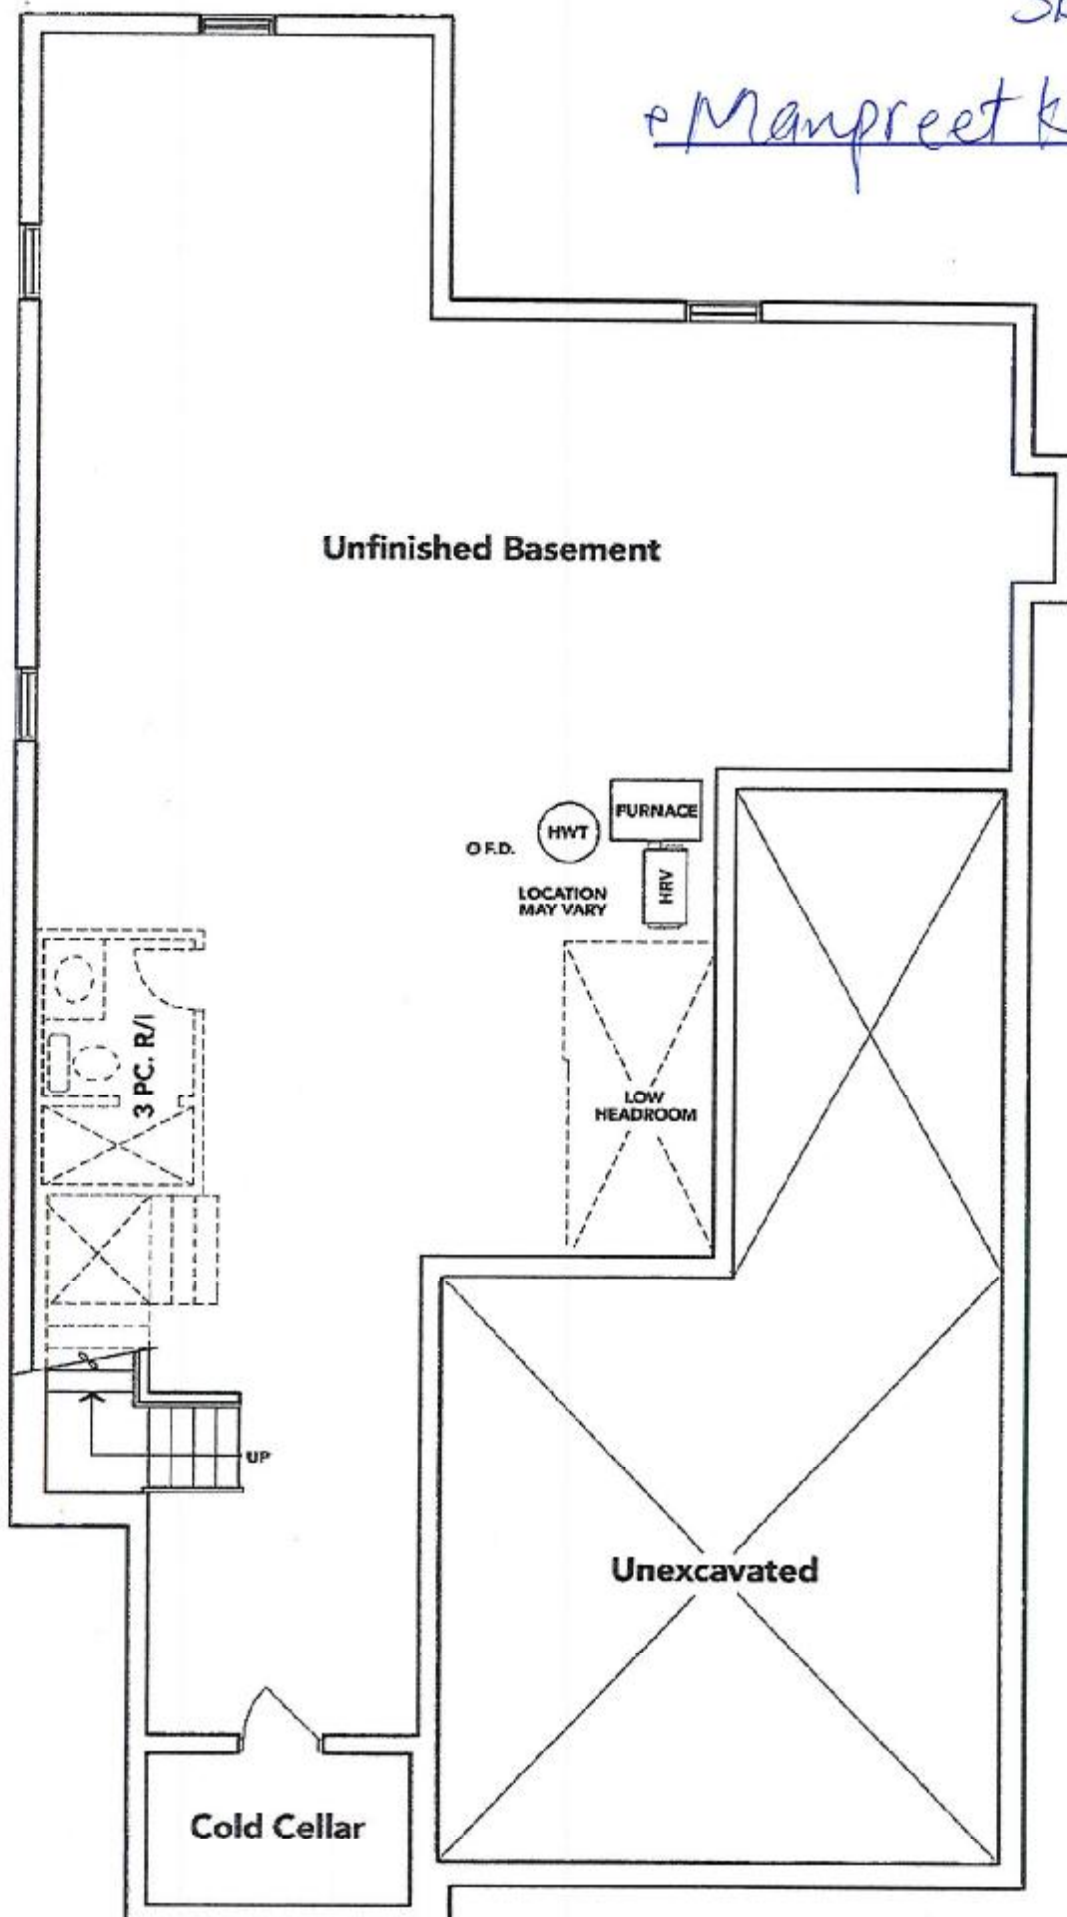 Manpreet
Unfinished Basement
FURNACE
HWT
O F.D.
HRV
LOCATION
MAY VARY
3 PC. R/I
LOW
HEADROOM
UP
Unexcavated
Cold Cellar